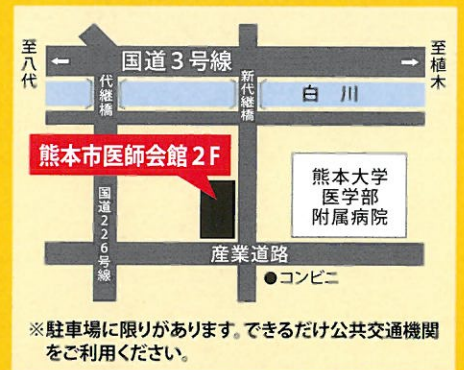 至八代
←
国道3号線
→
至植木
代継橋
新代継橋
白川
熊本市医師会館2F
国道226号線
熊本大学
医学部
附属病院
産業道路
●コンビニ
※駐車場に限りがあります。できるだけ公共交通機関
をご利用ください。